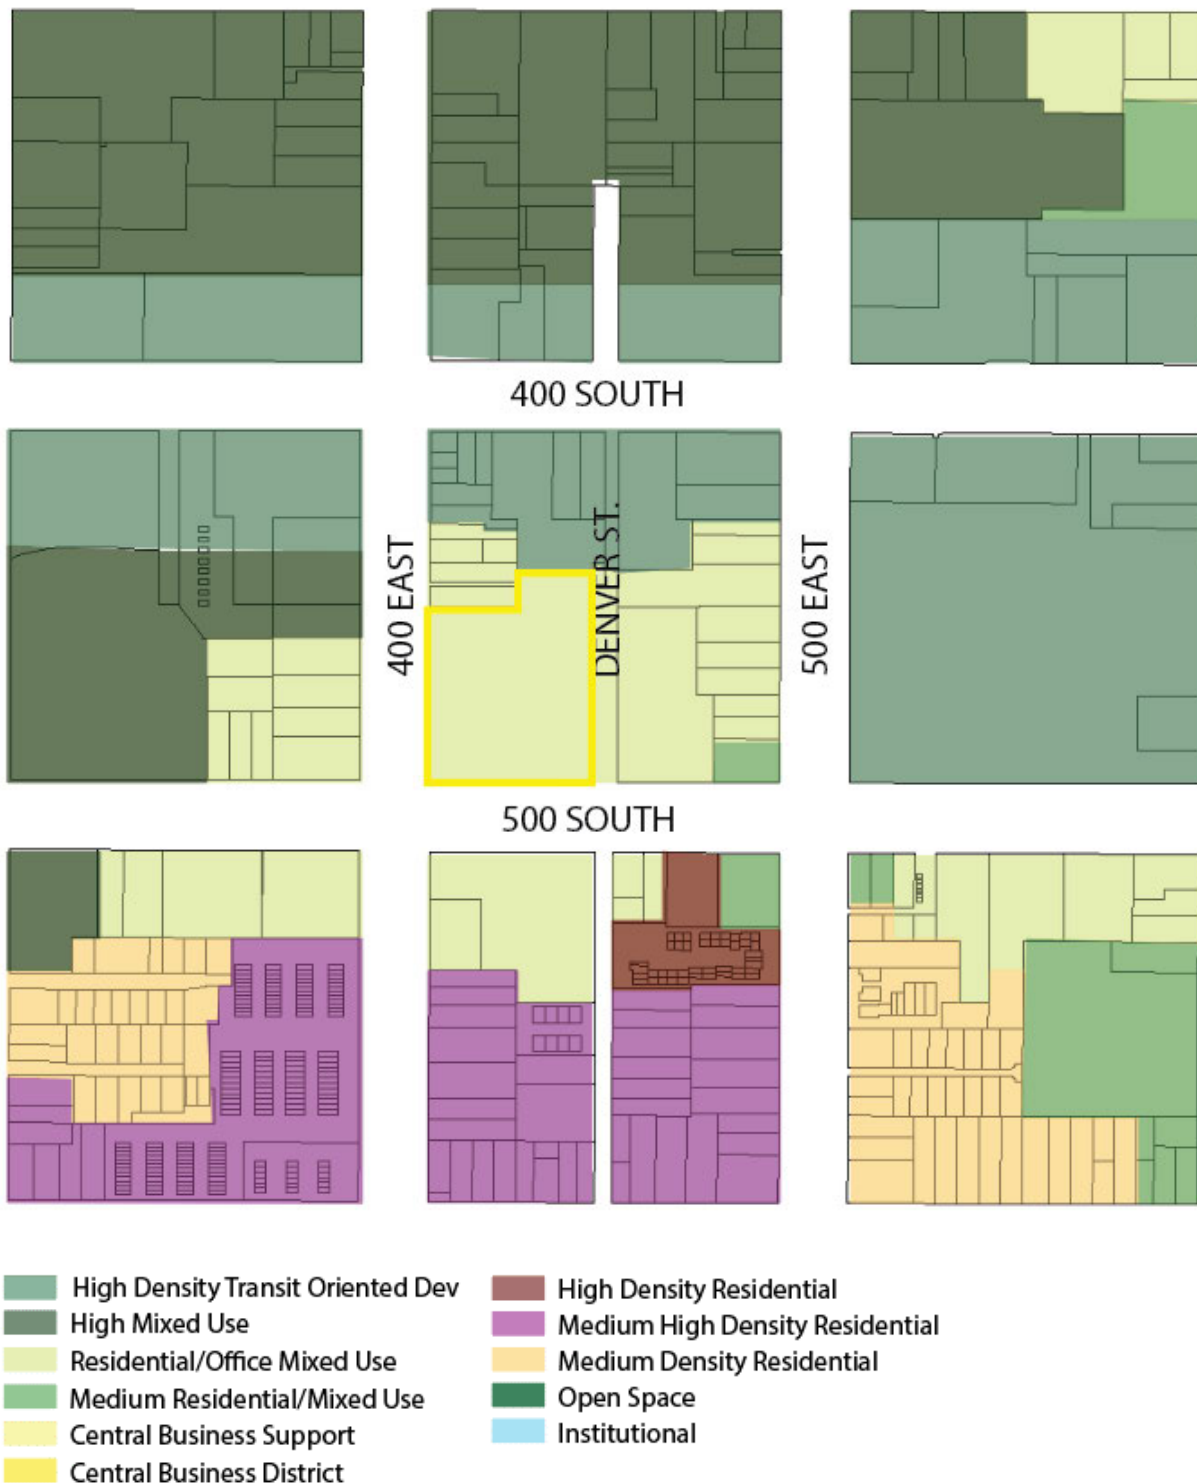 400 SOUTH
400 EAST
DENVER ST.
500 EAST
500 SOUTH
High Density Transit Oriented Dev
High Mixed Use
Residential/Office Mixed Use
Medium Residential/Mixed Use
Central Business Support
Central Business District
High Density Residential
Medium High Density Residential
Medium Density Residential
Open Space
Institutional